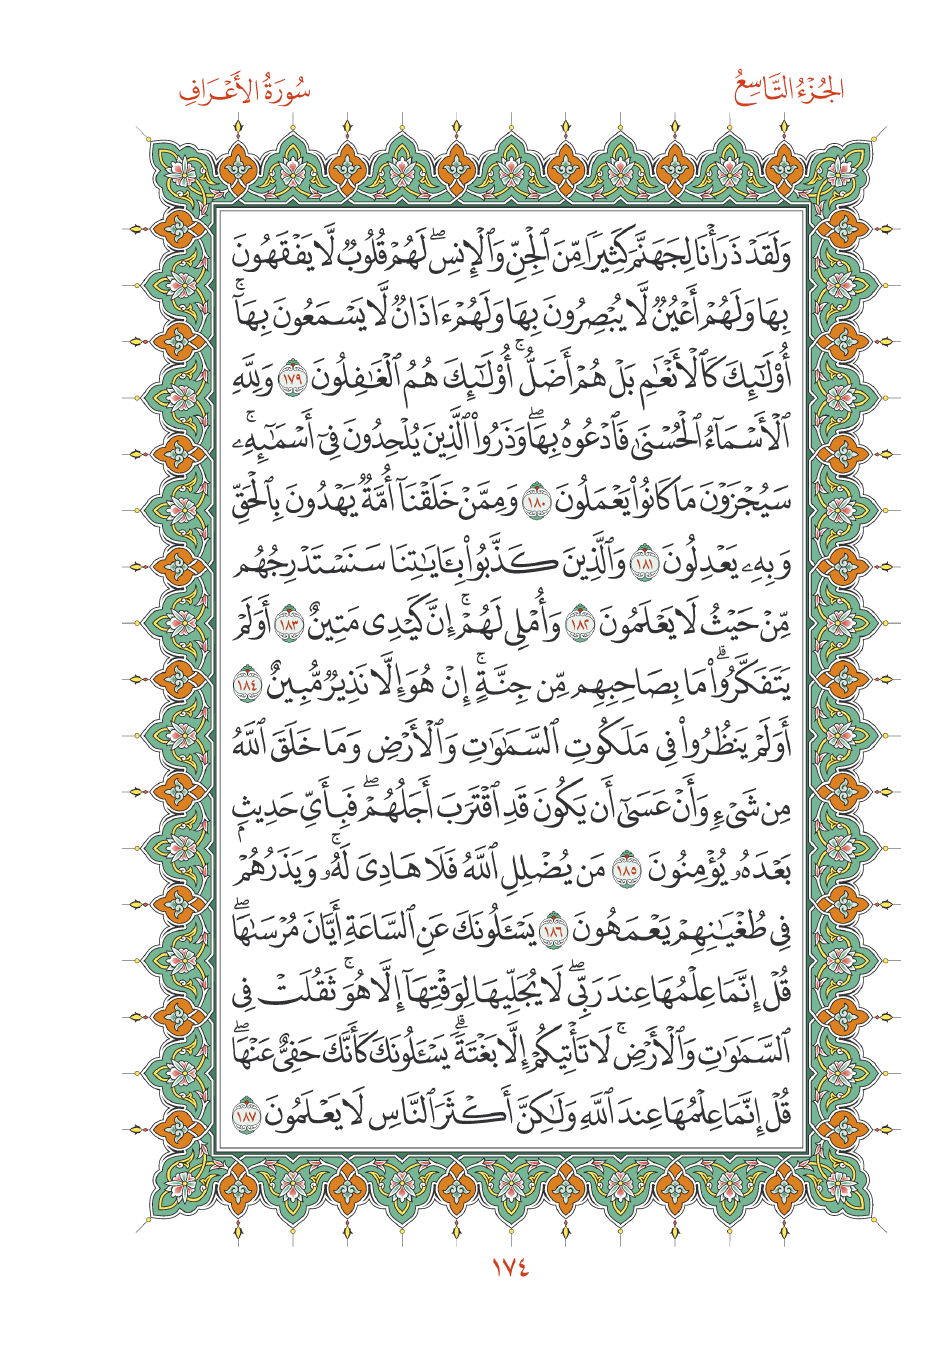 الجُزْءُ التَّاسِعُ
سُورَةُ الأَعْرَافِ
وَلَقَدْ ذَرَأْنَا لِجَهَنَّمَ كَثِيرًا مِّنَ ٱلْجِنِّ وَٱلْإِنسِ ۖ لَهُمْ قُلُوبٌ لَّا يَفْقَهُونَ
بِهَا وَلَهُمْ أَعْيُنٌ لَّا يُبْصِرُونَ بِهَا وَلَهُمْ ءَاذَانٌ لَّا يَسْمَعُونَ بِهَآ ۚ
أُو۟لَـٰٓئِكَ كَٱلْأَنْعَـٰمِ بَلْ هُمْ أَضَلُّ ۚ أُو۟لَـٰٓئِكَ هُمُ ٱلْغَـٰفِلُونَ ١٧٩ وَلِلَّهِ
ٱلْأَسْمَآءُ ٱلْحُسْنَىٰ فَٱدْعُوهُ بِهَا ۖ وَذَرُوا۟ ٱلَّذِينَ يُلْحِدُونَ فِىٓ أَسْمَـٰٓئِهِۦ ۚ
سَيُجْزَوْنَ مَا كَانُوا۟ يَعْمَلُونَ ١٨٠ وَمِمَّنْ خَلَقْنَآ أُمَّةٌ يَهْدُونَ بِٱلْحَقِّ
وَبِهِۦ يَعْدِلُونَ ١٨١ وَٱلَّذِينَ كَذَّبُوا۟ بِـَٔايَـٰتِنَا سَنَسْتَدْرِجُهُم
مِّنْ حَيْثُ لَا يَعْلَمُونَ ١٨٢ وَأُمْلِى لَهُمْ ۚ إِنَّ كَيْدِى مَتِينٌ ١٨٣ أَوَلَمْ
يَتَفَكَّرُوا۟ ۗ مَا بِصَاحِبِهِم مِّن جِنَّةٍ ۚ إِنْ هُوَ إِلَّا نَذِيرٌ مُّبِينٌ ١٨٤
أَوَلَمْ يَنظُرُوا۟ فِى مَلَكُوتِ ٱلسَّمَـٰوَٰتِ وَٱلْأَرْضِ وَمَا خَلَقَ ٱللَّهُ
مِن شَىْءٍ وَأَنْ عَسَىٰٓ أَن يَكُونَ قَدِ ٱقْتَرَبَ أَجَلُهُمْ ۖ فَبِأَىِّ حَدِيثٍۭ
بَعْدَهُۥ يُؤْمِنُونَ ١٨٥ مَن يُضْلِلِ ٱللَّهُ فَلَا هَادِىَ لَهُۥ ۚ وَيَذَرُهُمْ
فِى طُغْيَـٰنِهِمْ يَعْمَهُونَ ١٨٦ يَسْـَٔلُونَكَ عَنِ ٱلسَّاعَةِ أَيَّانَ مُرْسَىٰهَا ۖ
قُلْ إِنَّمَا عِلْمُهَا عِندَ رَبِّى ۖ لَا يُجَلِّيهَا لِوَقْتِهَآ إِلَّا هُوَ ۚ ثَقُلَتْ فِى
ٱلسَّمَـٰوَٰتِ وَٱلْأَرْضِ ۚ لَا تَأْتِيكُمْ إِلَّا بَغْتَةً ۗ يَسْـَٔلُونَكَ كَأَنَّكَ حَفِىٌّ عَنْهَا ۖ
قُلْ إِنَّمَا عِلْمُهَا عِندَ ٱللَّهِ وَلَـٰكِنَّ أَكْثَرَ ٱلنَّاسِ لَا يَعْلَمُونَ ١٨٧
١٧٤